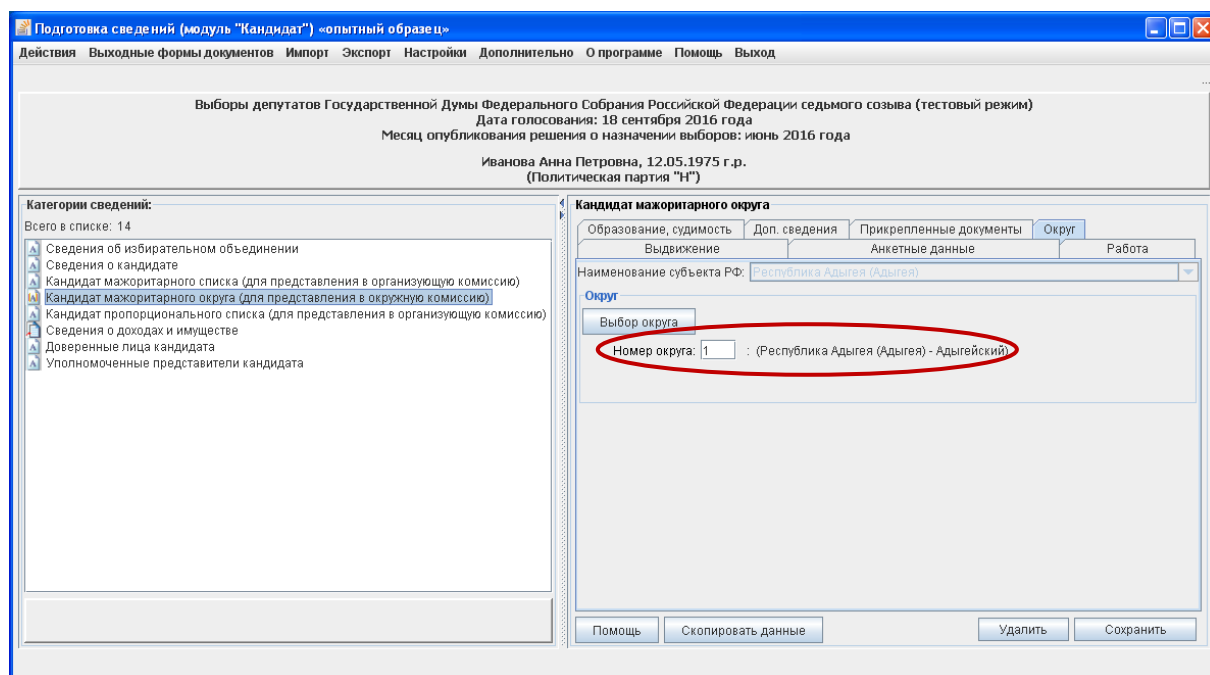 Подготовка сведений (модуль "Кандидат") «опытный образец»
Действия Выходные формы документов Импорт Экспорт Настройки Дополнительно О программе Помощь Выход
...
Выборы депутатов Государственной Думы Федерального Собрания Российской Федерации седьмого созыва (тестовый режим)
Дата голосования: 18 сентября 2016 года
Месяц опубликования решения о назначении выборов: июнь 2016 года
Иванова Анна Петровна, 12.05.1975 г.р.
(Политическая партия "Н")
Категории сведений:
Всего в списке: 14
Сведения об избирательном объединении
Сведения о кандидате
Кандидат мажоритарного списка (для представления в организующую комиссию)
Кандидат мажоритарного округа (для представления в окружную комиссию)
Кандидат пропорционального списка (для представления в организующую комиссию)
Сведения о доходах и имуществе
Доверенные лица кандидата
Уполномоченные представители кандидата
Кандидат мажоритарного округа
Образование, судимость Доп. сведения Прикрепленные документы Округ
Выдвижение Анкетные данные Работа
Наименование субъекта РФ: Республика Адыгея (Адыгея)
Округ
Выбор округа
Номер округа: 1 : (Республика Адыгея (Адыгея) - Адыгейский)
Помощь Скопировать данные Удалить Сохранить